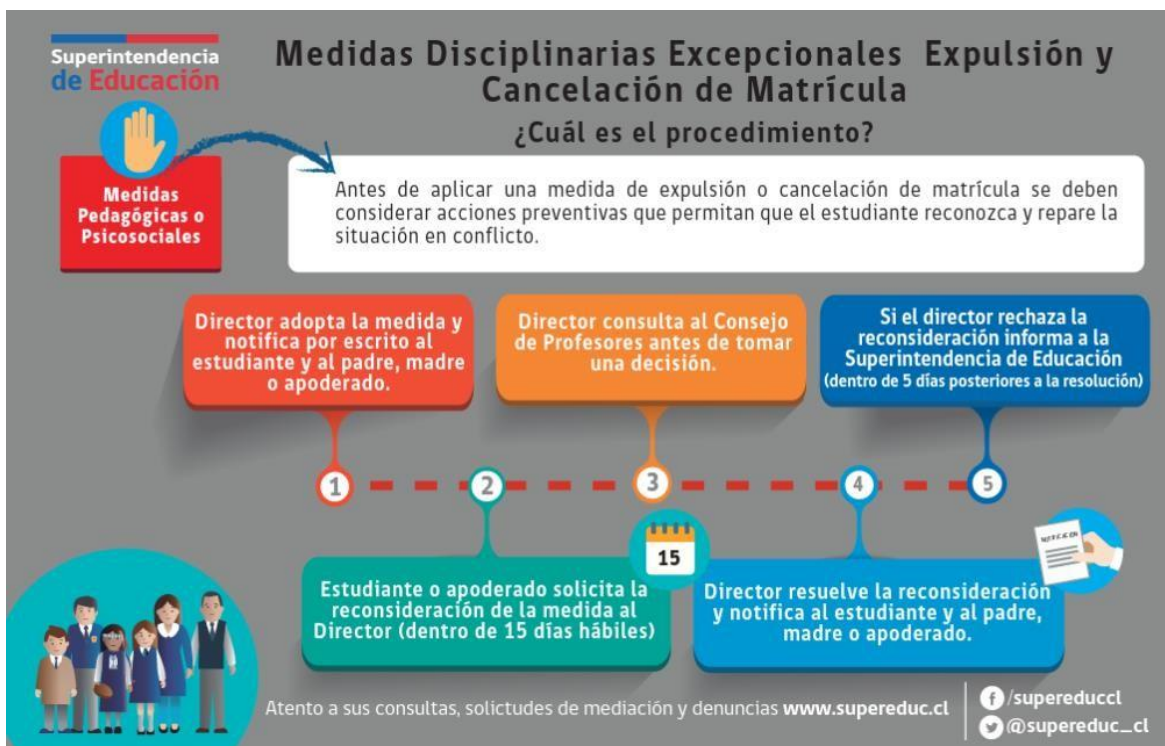 Superintendencia
de Educación
Medidas Disciplinarias Excepcionales Expulsión y
Cancelación de Matrícula
¿Cuál es el procedimiento?
Medidas
Pedagógicas o
Psicosociales
Antes de aplicar una medida de expulsión o cancelación de matrícula se deben
considerar acciones preventivas que permitan que el estudiante reconozca y repare la
situación en conflicto.
Director adopta la medida y
notifica por escrito al
estudiante y al padre, madre
o apoderado.
Director consulta al Consejo
de Profesores antes de tomar
una decisión.
Si el director rechaza la
reconsideración informa a la
Superintendencia de Educación
(dentro de 5 días posteriores a la resolución)
1
2
3
4
5
15
NOTIFICACION
Estudiante o apoderado solicita la
reconsideración de la medida al
Director (dentro de 15 días hábiles)
Director resuelve la reconsideración
y notifica al estudiante y al padre,
madre o apoderado.
Atento a sus consultas, solictudes de mediación y denuncias www.supereduc.cl
/supereduccl
@supereduc_cl